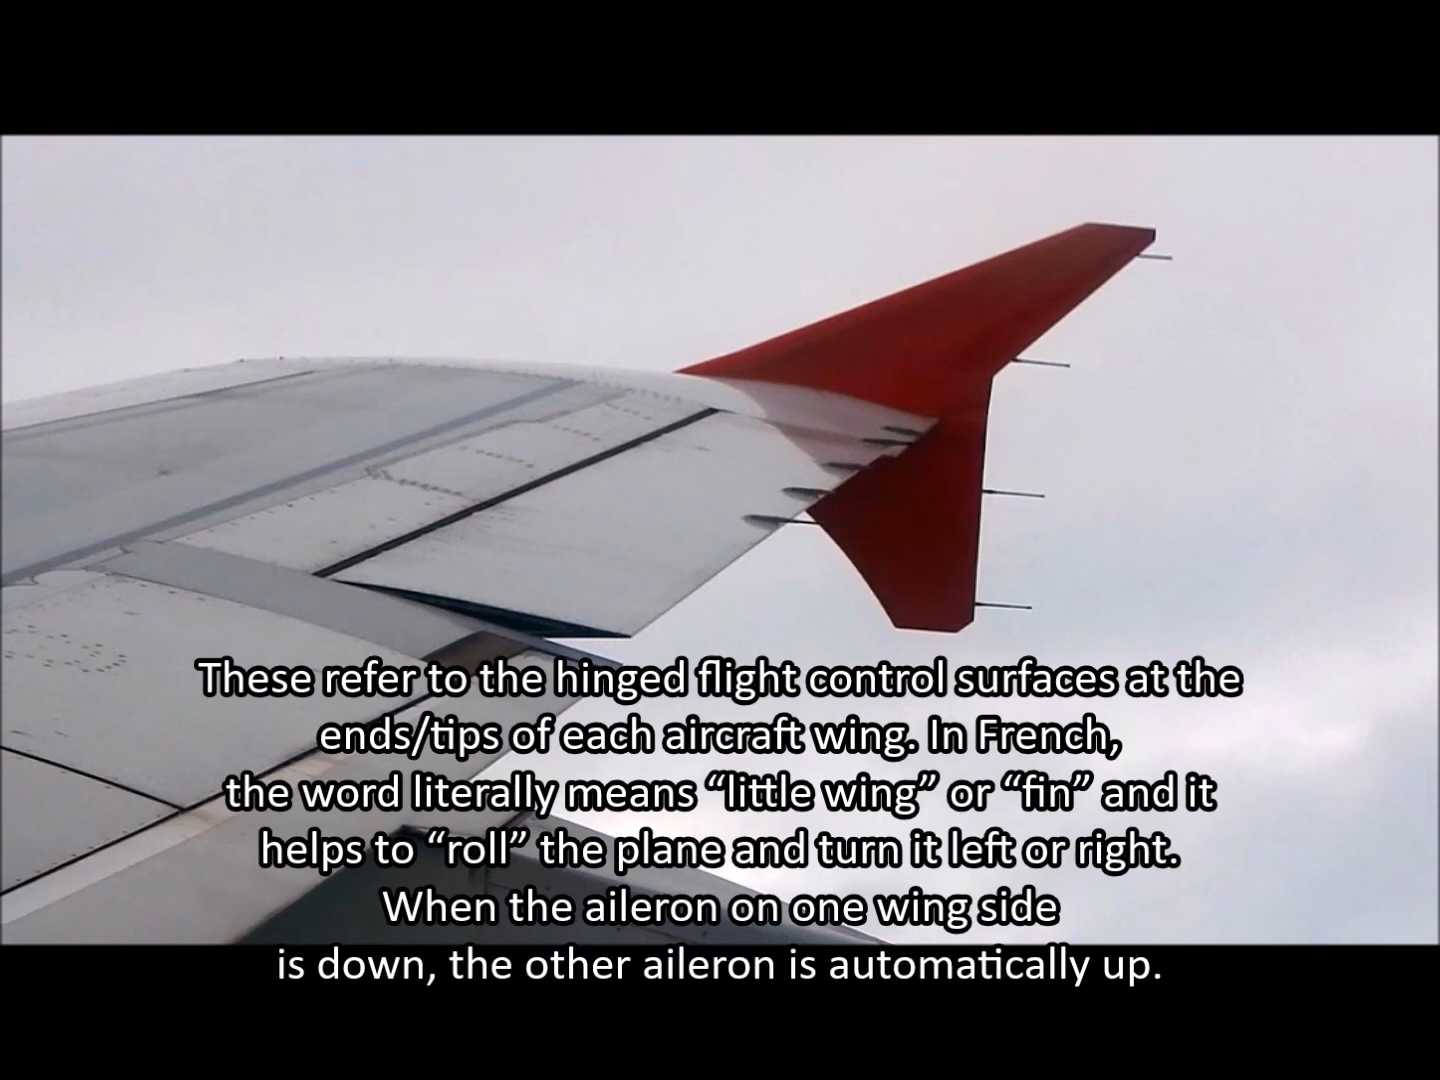 These refer to the hinged flight control surfaces at the
ends/tips of each aircraft wing. In French,
the word literally means “little wing” or “fin” and it
helps to “roll” the plane and turn it left or right.
When the aileron on one wing side
is down, the other aileron is automatically up.